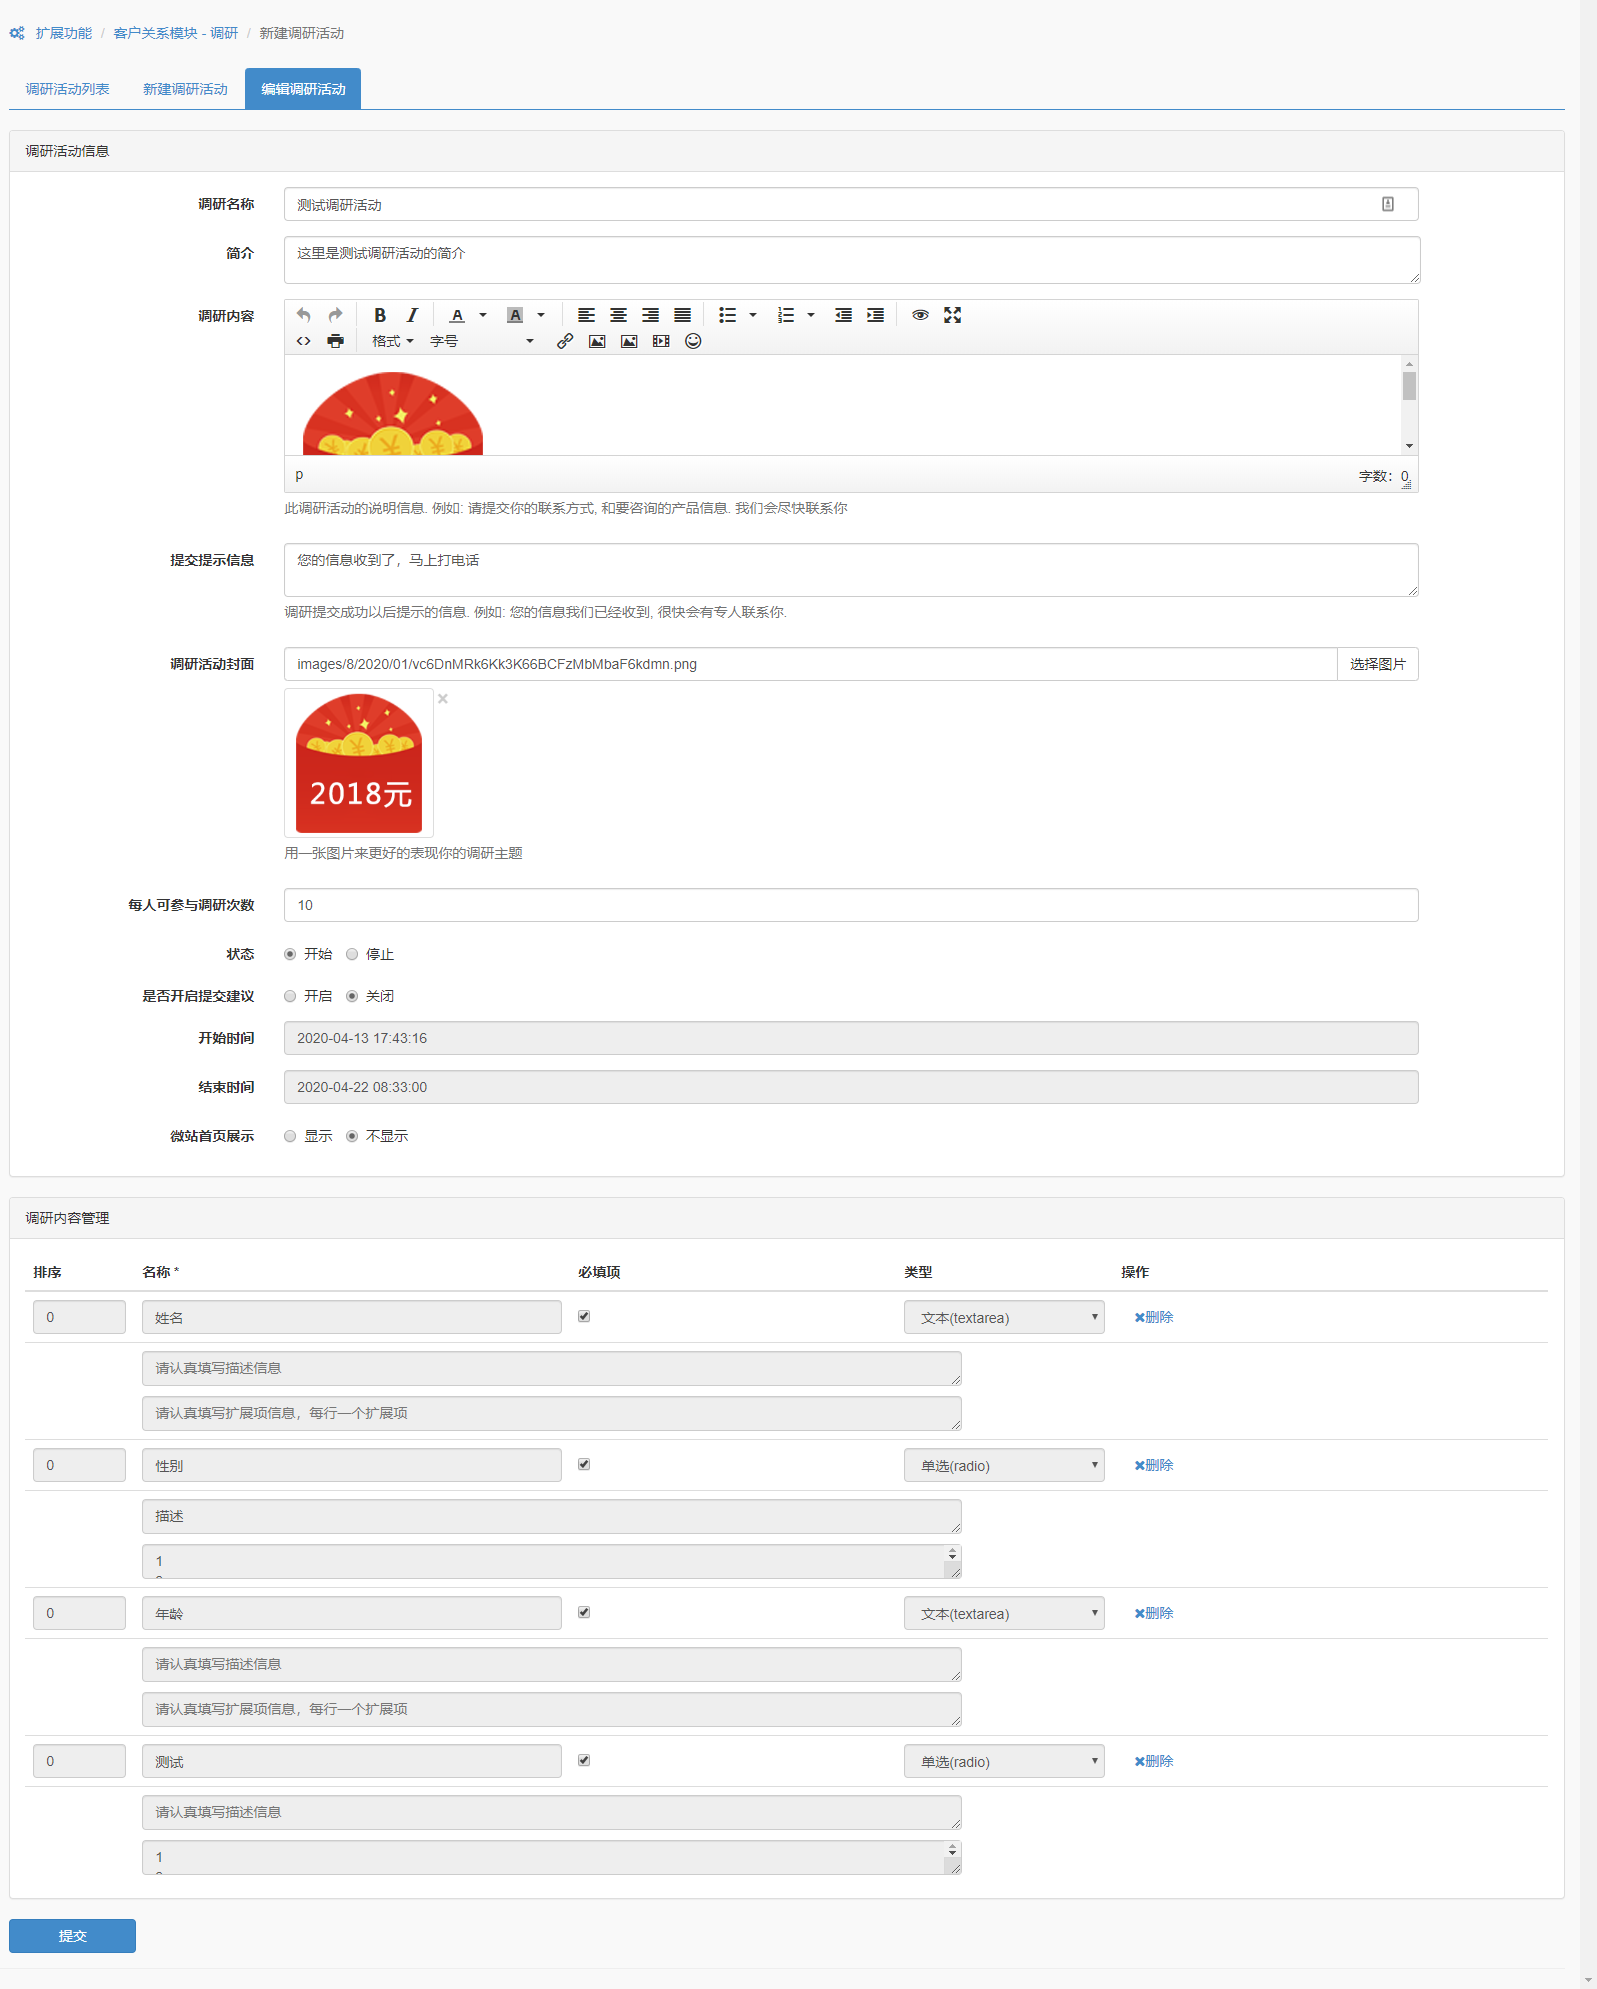 扩展功能 / 客户关系模块 - 调研 / 新建调研活动
调研活动列表 新建调研活动 编辑调研活动
调研活动信息
调研名称 测试调研活动
简介 这里是测试调研活动的简介
调研内容
格式 字号
p 字数：0
此调研活动的说明信息. 例如: 请提交你的联系方式, 和要咨询的产品信息. 我们会尽快联系你
提交提示信息 您的信息收到了，马上打电话
调研提交成功以后提示的信息. 例如: 您的信息我们已经收到, 很快会有专人联系你.
调研活动封面 images/8/2020/01/vc6DnMRk6Kk3K66BCFzMbMbaF6kdmn.png 选择图片
×
2018元
用一张图片来更好的表现你的调研主题
每人可参与调研次数 10
状态 开始 停止
是否开启提交建议 开启 关闭
开始时间 2020-04-13 17:43:16
结束时间 2020-04-22 08:33:00
微站首页展示 显示 不显示
调研内容管理
排序 名称 * 必填项 类型 操作
0 姓名 文本(textarea) 删除
请认真填写描述信息
请认真填写扩展项信息，每行一个扩展项
0 性别 单选(radio) 删除
描述
1
0 年龄 文本(textarea) 删除
请认真填写描述信息
请认真填写扩展项信息，每行一个扩展项
0 测试 单选(radio) 删除
请认真填写描述信息
1
提交